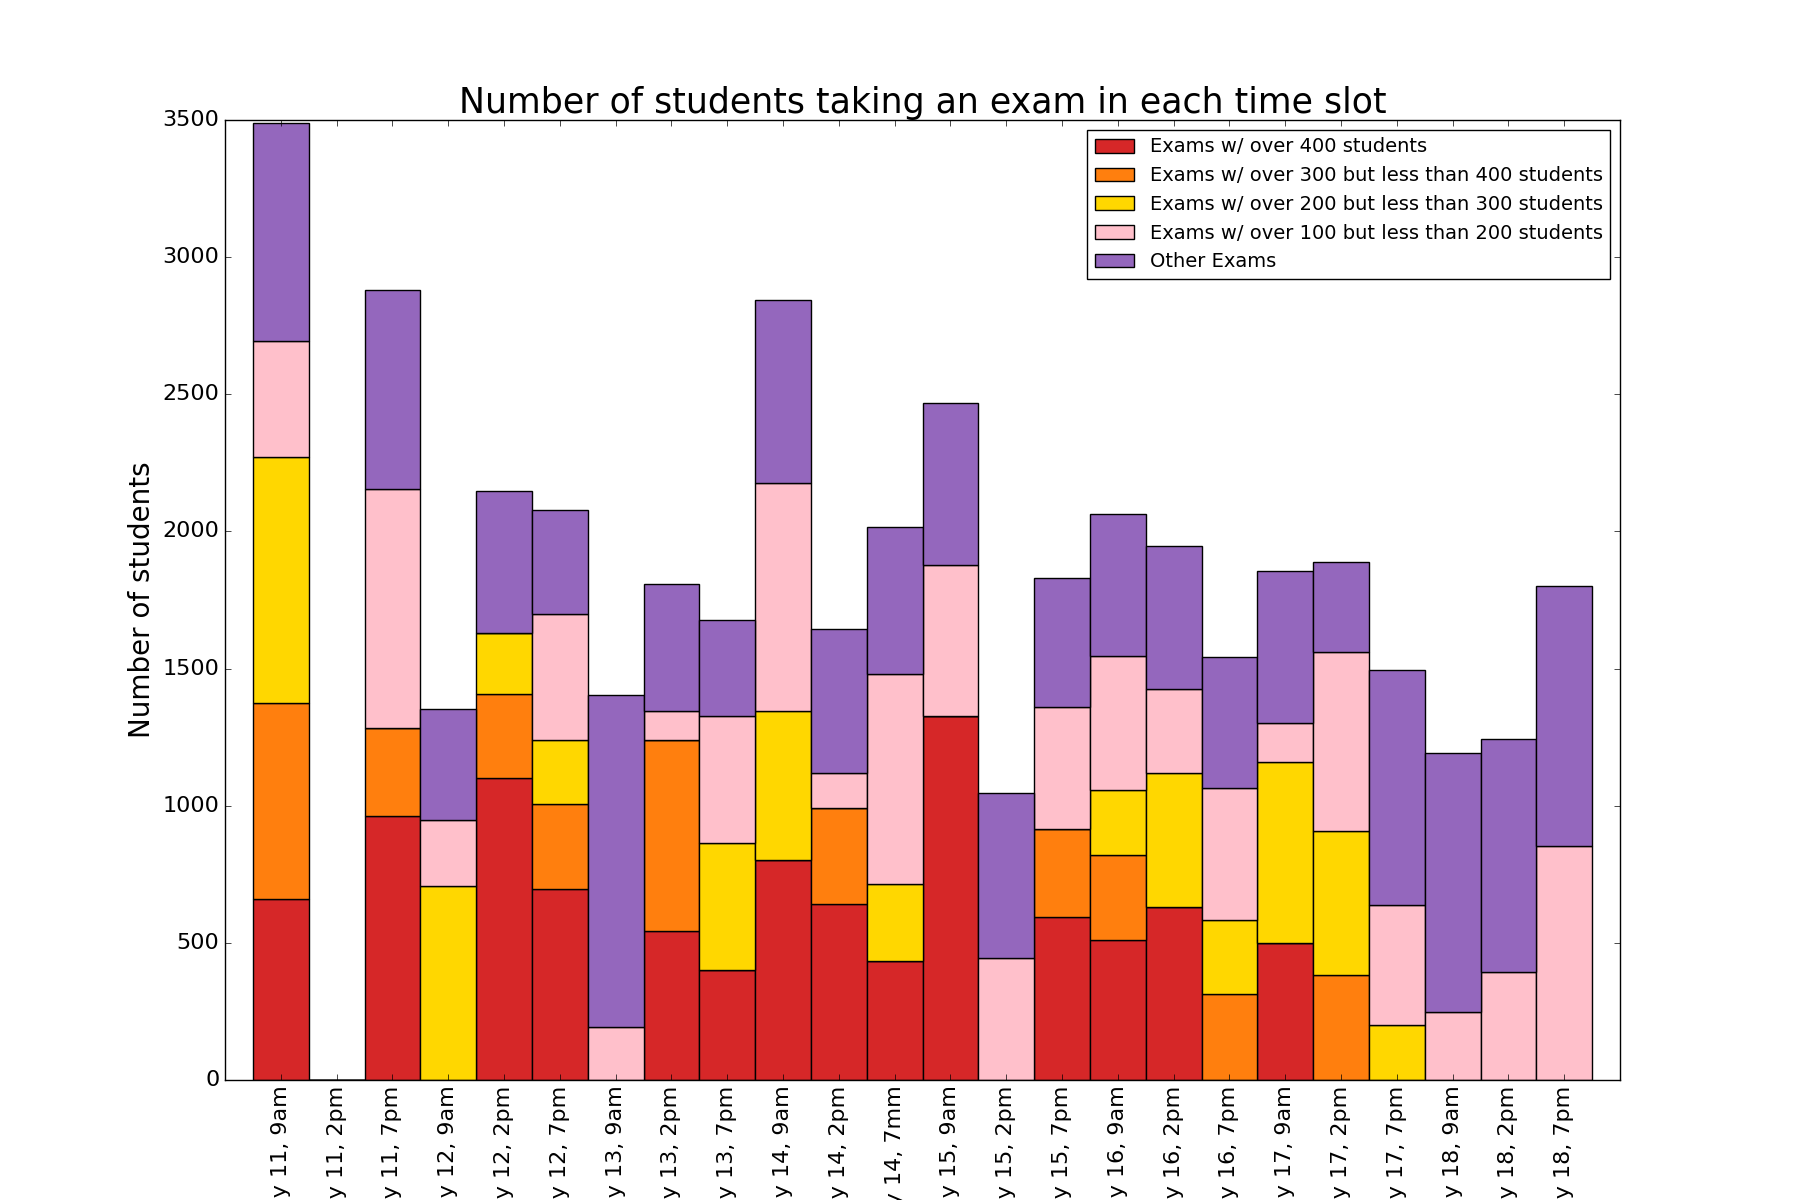 Number of students taking an exam in each time slot
Exams w/ over 400 students
Exams w/ over 300 but less than 400 students
Exams w/ over 200 but less than 300 students
Exams w/ over 100 but less than 200 students
Other Exams
Number of students
3500
3000
2500
2000
1500
1000
500
0
y 11, 9am
y 11, 2pm
y 11, 7pm
y 12, 9am
y 12, 2pm
y 12, 7pm
y 13, 9am
y 13, 2pm
y 13, 7pm
y 14, 9am
y 14, 2pm
y 14, 7mm
y 15, 9am
y 15, 2pm
y 15, 7pm
y 16, 9am
y 16, 2pm
y 16, 7pm
y 17, 9am
y 17, 2pm
y 17, 7pm
y 18, 9am
y 18, 2pm
y 18, 7pm